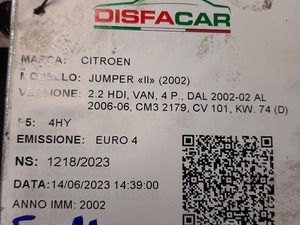 DISFACAR
MARCA: CITROEN
MODELLO: JUMPER «II» (2002)
VERSIONE: 2.2 HDI, VAN, 4 P., DAL 2002-02 AL
2006-06, CM3 2179, CV 101, KW. 74 (D)
P5: 4HY
EMISSIONE: EURO 4
NS: 1218/2023
DATA:14/06/2023 14:39:00
ANNO IMM: 2002